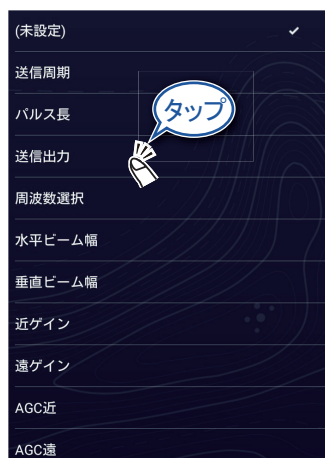 (未設定)
送信周期
パルス長
タップ
送信出力
周波数選択
水平ビーム幅
垂直ビーム幅
近ゲイン
遠ゲイン
AGC近
AGC遠